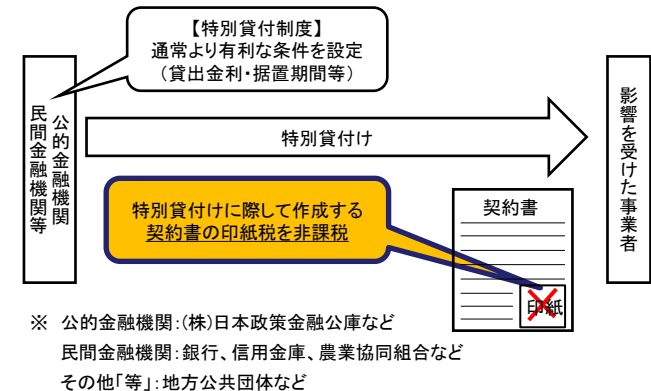 【特別貸付制度】
通常より有利な条件を設定
（貸出金利・据置期間等）
公的金融機関
民間金融機関等
特別貸付け
影響を受けた事業者
特別貸付けに際して作成する
契約書の印紙税を非課税
契約書
印紙
※ 公的金融機関：(株)日本政策金融公庫など
民間金融機関：銀行、信用金庫、農業協同組合など
その他「等」：地方公共団体など